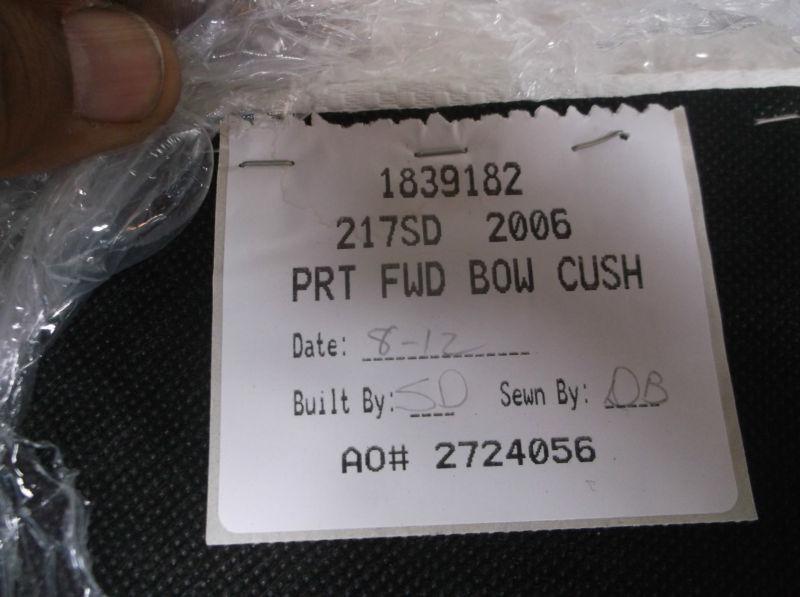 1839182
217SD 2006
PRT FWD BOW CUSH
Date: 8-12
Built By: SD Sewn By: DB
AO# 2724056